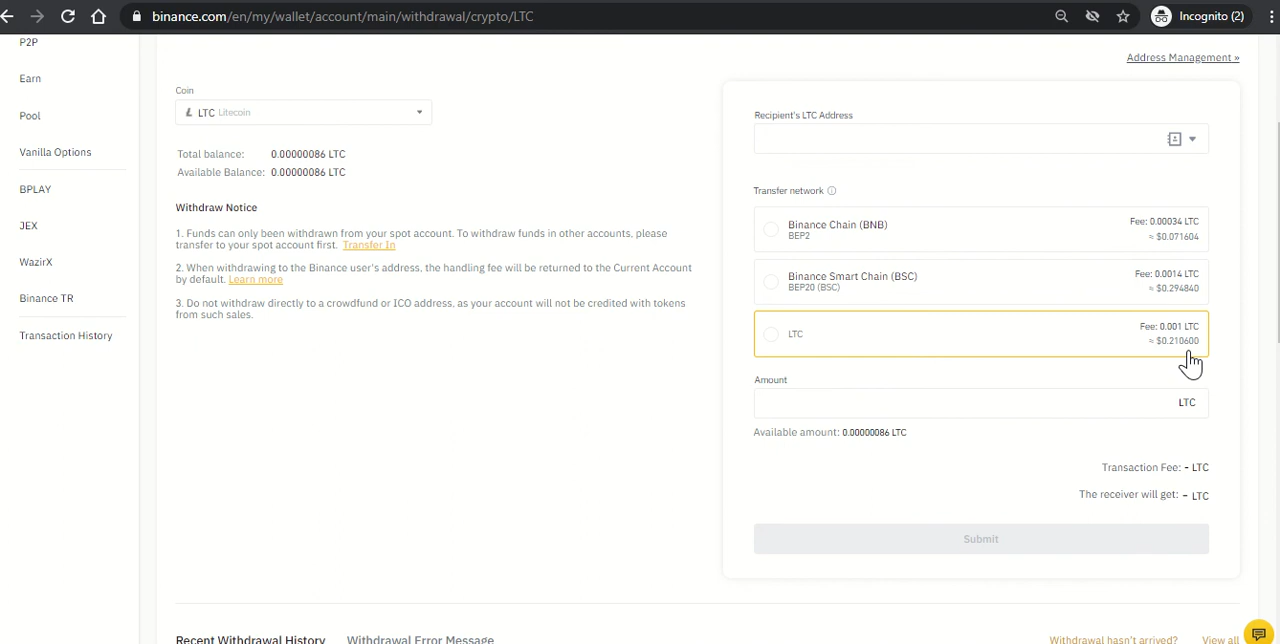 binance.com/en/my/wallet/account/main/withdrawal/crypto/LTC
Incognito (2)
P2P
Earn
Pool
Vanilla Options
BPLAY
JEX
WazirX
Binance TR
Transaction History
Address Management »
Coin
LTC Litecoin
Total balance: 0.00000086 LTC
Available Balance: 0.00000086 LTC
Withdraw Notice
1. Funds can only been withdrawn from your spot account. To withdraw funds in other accounts, please
transfer to your spot account first. Transfer In
2. When withdrawing to the Binance user's address, the handling fee will be returned to the Current Account
by default. Learn more
3. Do not withdraw directly to a crowdfund or ICO address, as your account will not be credited with tokens
from such sales.
Recipient's LTC Address
Transfer network
Binance Chain (BNB) Fee: 0.00034 LTC
BEP2 ≈ $0.071604
Binance Smart Chain (BSC) Fee: 0.0014 LTC
BEP20 (BSC) ≈ $0.294840
LTC Fee: 0.001 LTC
≈ $0.210600
Amount
LTC
Available amount: 0.00000086 LTC
Transaction Fee: - LTC
The receiver will get: - LTC
Submit
Recent Withdrawal History Withdrawal Error Message Withdrawal hasn't arrived? View all